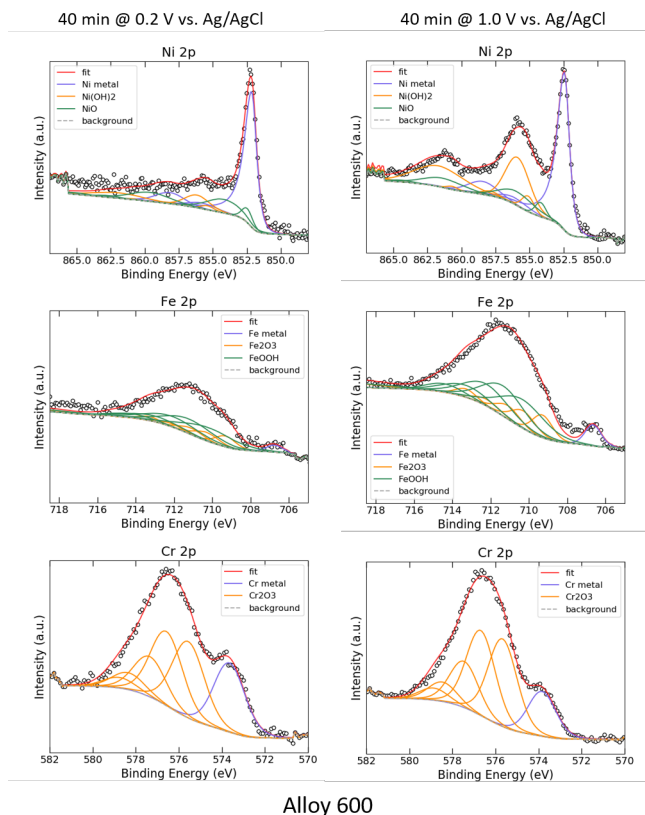 40 min @ 0.2 V vs. Ag/AgCl
40 min @ 1.0 V vs. Ag/AgCl
Ni 2p
fit
Ni metal
Ni(OH)2
NiO
background
Intensity (a.u.)
865.0 862.5 860.0 857.5 855.0 852.5 850.0
Binding Energy (eV)
Ni 2p
fit
Ni metal
Ni(OH)2
NiO
background
Intensity (a.u.)
865.0 862.5 860.0 857.5 855.0 852.5 850.0
Binding Energy (eV)
Fe 2p
fit
Fe metal
Fe2O3
FeOOH
background
Intensity (a.u.)
718 716 714 712 710 708 706
Binding Energy (eV)
Fe 2p
fit
Fe metal
Fe2O3
FeOOH
background
Intensity (a.u.)
718 716 714 712 710 708 706
Binding Energy (eV)
Cr 2p
fit
Cr metal
Cr2O3
background
Intensity (a.u.)
582 580 578 576 574 572 570
Binding Energy (eV)
Cr 2p
fit
Cr metal
Cr2O3
background
Intensity (a.u.)
582 580 578 576 574 572 570
Binding Energy (eV)
Alloy 600